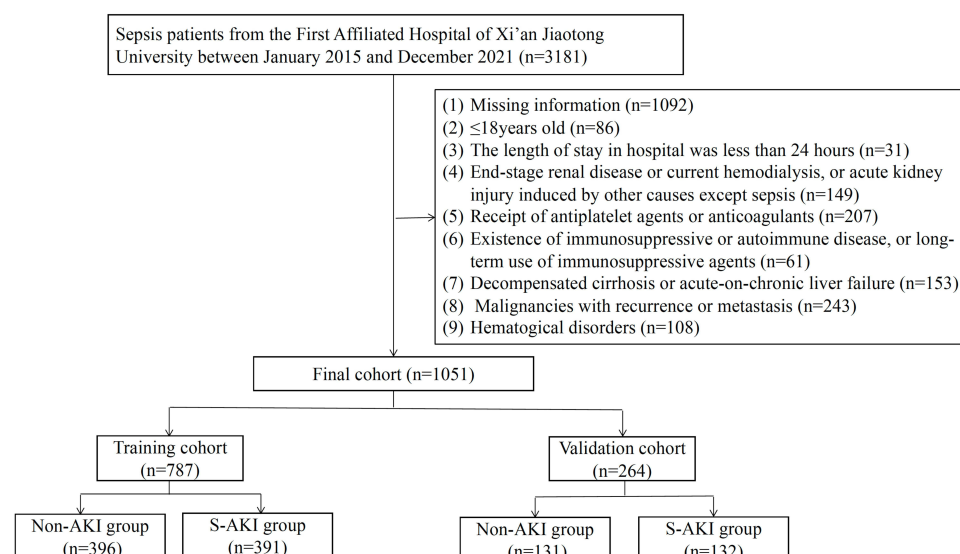 Sepsis patients from the First Affiliated Hospital of Xi'an Jiaotong
University between January 2015 and December 2021 (n=3181)
(1) Missing information (n=1092)
(2) ≤18years old (n=86)
(3) The length of stay in hospital was less than 24 hours (n=31)
(4) End-stage renal disease or current hemodialysis, or acute kidney
injury induced by other causes except sepsis (n=149)
(5) Receipt of antiplatelet agents or anticoagulants (n=207)
(6) Existence of immunosuppressive or autoimmune disease, or long-
term use of immunosuppressive agents (n=61)
(7) Decompensated cirrhosis or acute-on-chronic liver failure (n=153)
(8) Malignancies with recurrence or metastasis (n=243)
(9) Hematogical disorders (n=108)
Final cohort (n=1051)
Training cohort
(n=787)
Validation cohort
(n=264)
Non-AKI group
(n=396)
S-AKI group
(n=391)
Non-AKI group
(n=131)
S-AKI group
(n=132)